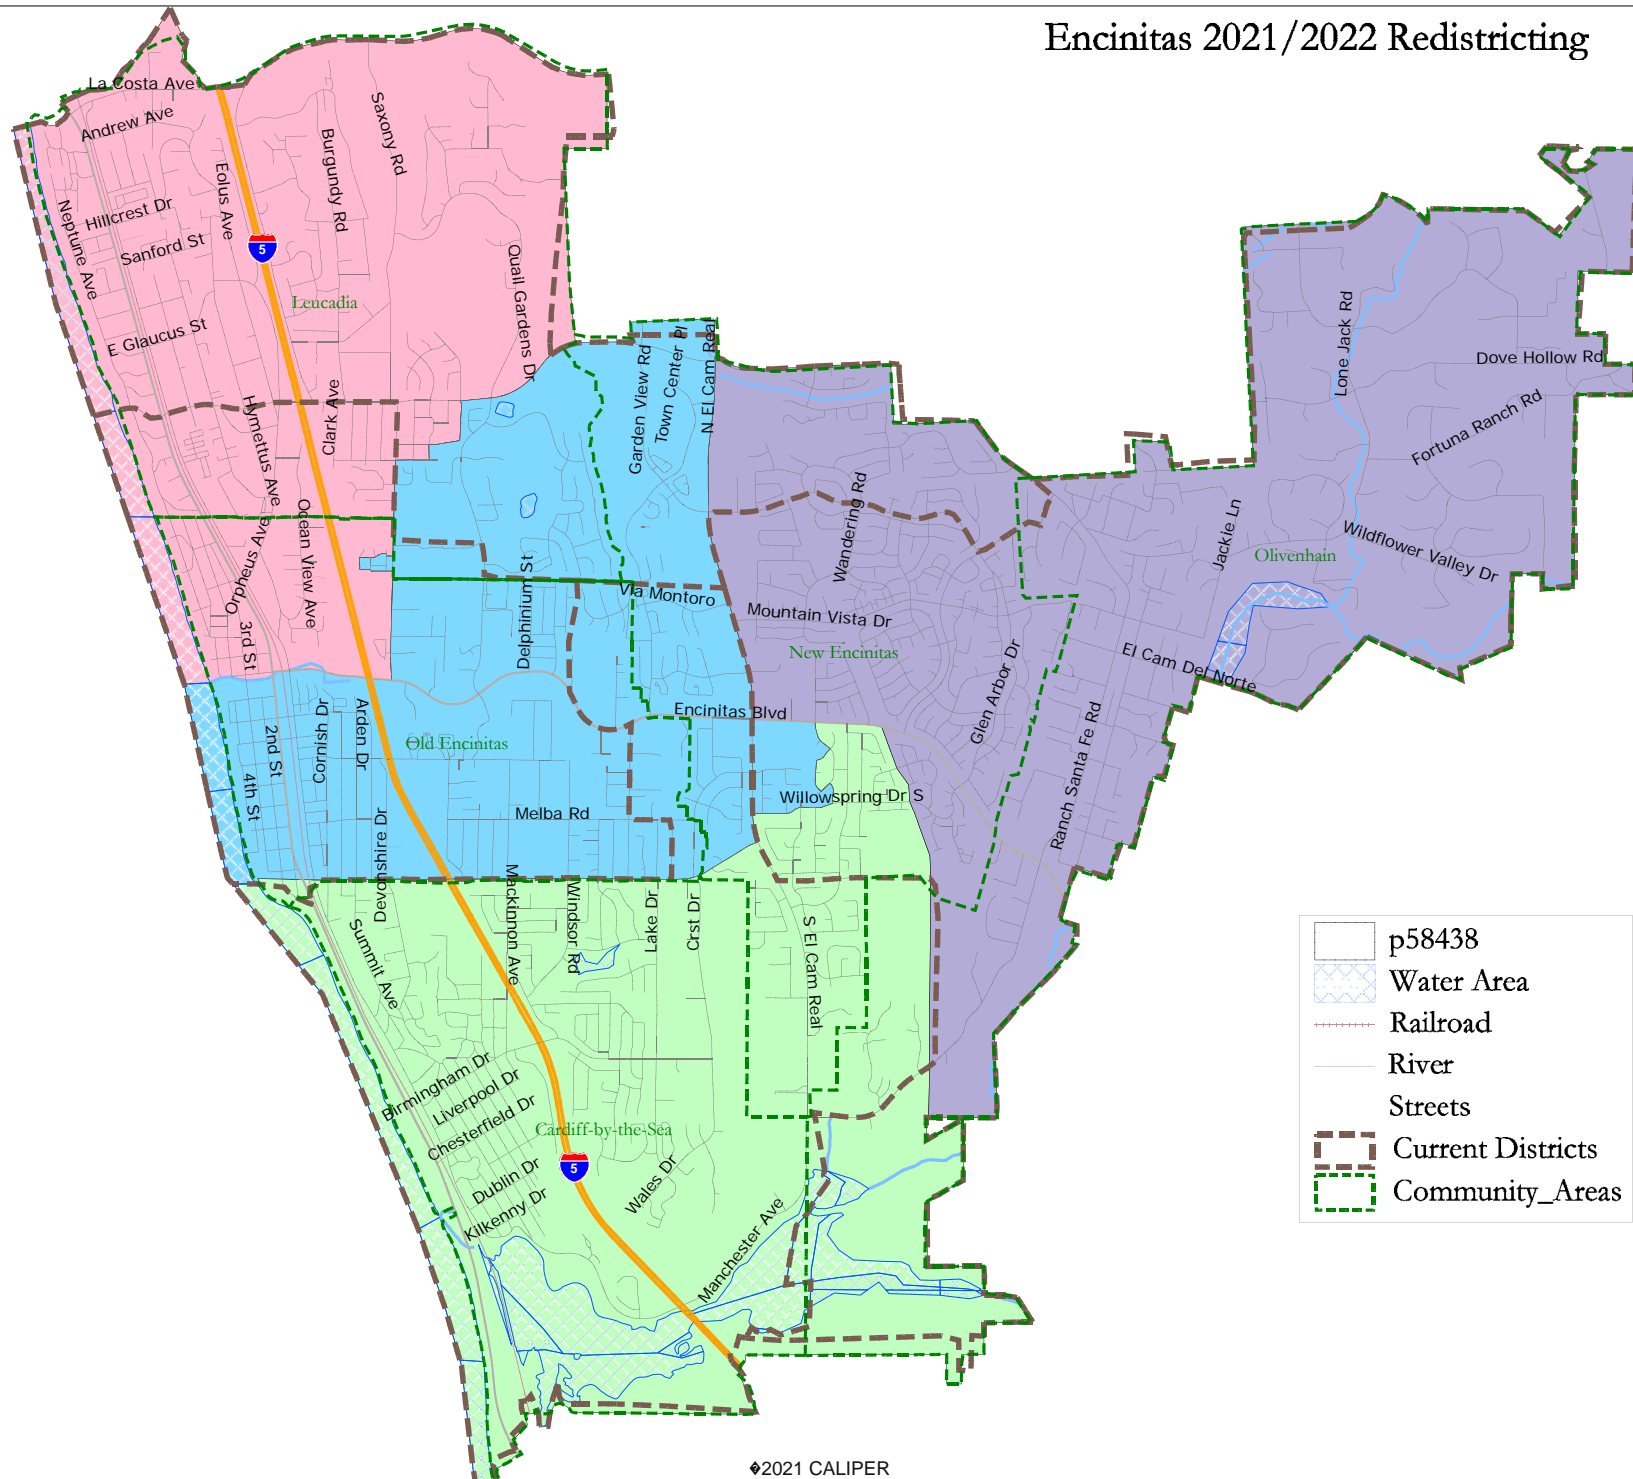 Encinitas 2021/2022 Redistricting
La Costa Ave
Andrew Ave
Saxony Rd
Burgundy Rd
Eolus Ave
Hillcrest Dr
Neptune Ave
Sanford St
5
Quail Gardens Dr
Leucadia
E Glaucus St
Garden View Rd
Town Center Pl
N El Cam Real
Lone Jack Rd
Dove Hollow Rd
Fortuna Ranch Rd
Clark Ave
Hymettus Ave
Wandering Rd
Ocean View Ave
Orpheus Ave
Jackie Ln
Olivenhain
Wildflower Valley Dr
Delphinium St
Via Montoro
Mountain Vista Dr
New Encinitas
3rd St
El Cam Del Norte
Glen Arbor Dr
Encinitas Blvd
Ranch Santa Fe Rd
2nd St
Cornish Dr
Arden Dr
Old Encinitas
4th St
Willowspring Dr S
Melba Rd
Devonshire Dr
Mackinnon Ave
Windsor Rd
Lake Dr
Crst Dr
S El Cam Real
Summit Ave
p58438
Water Area
Railroad
River
Streets
Current Districts
Community_Areas
Birmingham Dr
Liverpool Dr
Chesterfield Dr
Cardiff-by-the-Sea
5
Dublin Dr
Kilkenny Dr
Wales Dr
Manchester Ave
�2021 CALIPER